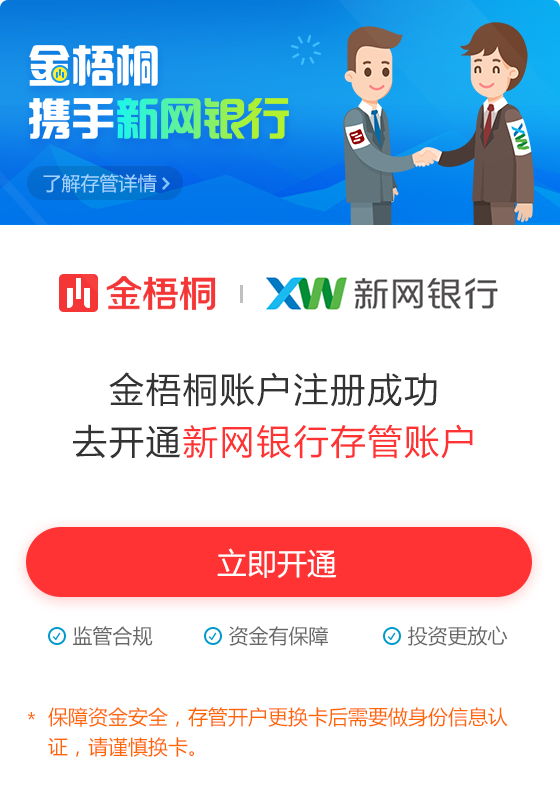 金梧桐
携手新网银行
了解存管详情 >
金梧桐 | XW 新网银行
金梧桐账户注册成功
去开通新网银行存管账户
立即开通
监管合规 资金有保障 投资更放心
* 保障资金安全，存管开户更换卡后需要做身份信息认
证，请谨慎换卡。